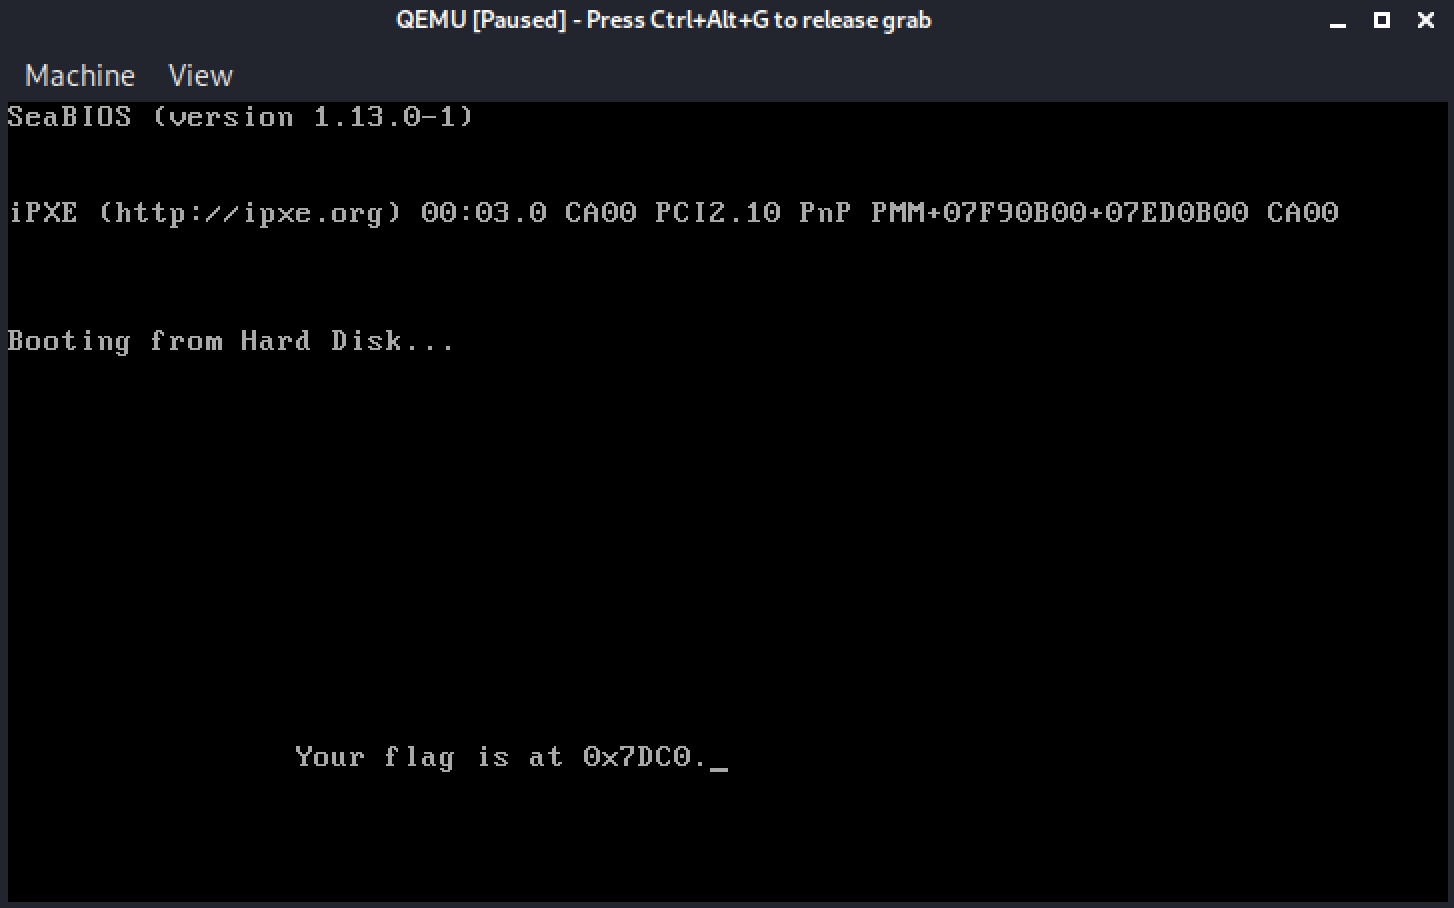 QEMU [Paused] - Press Ctrl+Alt+G to release grab
Machine View
SeaBIOS (version 1.13.0-1)
iPXE (http://ipxe.org) 00:03.0 CA00 PCI2.10 PnP PMM+07F90B00+07ED0B00 CA00
Booting from Hard Disk...
Your flag is at 0x7DC0._